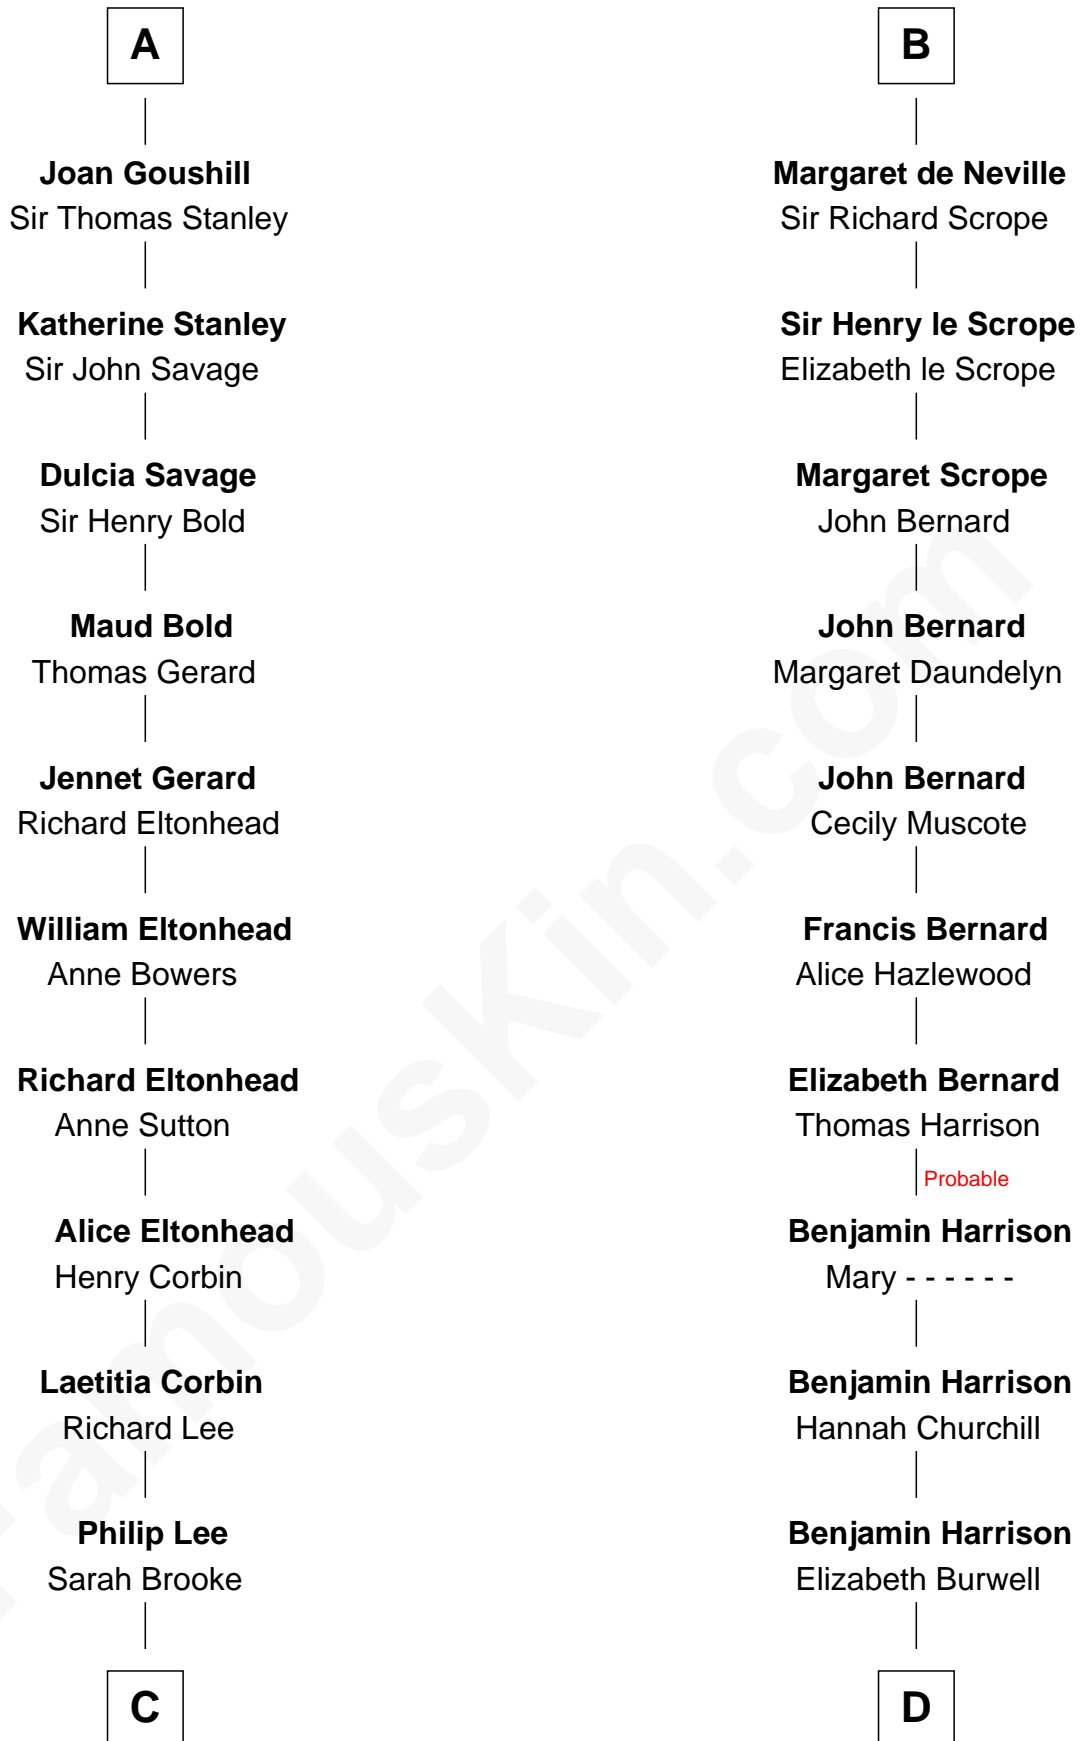 A
Joan Goushill
Sir Thomas Stanley
Katherine Stanley
Sir John Savage
Dulcia Savage
Sir Henry Bold
Maud Bold
Thomas Gerard
Jennet Gerard
Richard Eltonhead
William Eltonhead
Anne Bowers
Richard Eltonhead
Anne Sutton
Alice Eltonhead
Henry Corbin
Laetitia Corbin
Richard Lee
Philip Lee
Sarah Brooke
C
B
Margaret de Neville
Sir Richard Scrope
Sir Henry le Scrope
Elizabeth le Scrope
Margaret Scrope
John Bernard
John Bernard
Margaret Daundelyn
John Bernard
Cecily Muscote
Francis Bernard
Alice Hazlewood
Elizabeth Bernard
Thomas Harrison
Probable
Benjamin Harrison
Mary - - - - - -
Benjamin Harrison
Hannah Churchill
Benjamin Harrison
Elizabeth Burwell
D
FamousKin.com